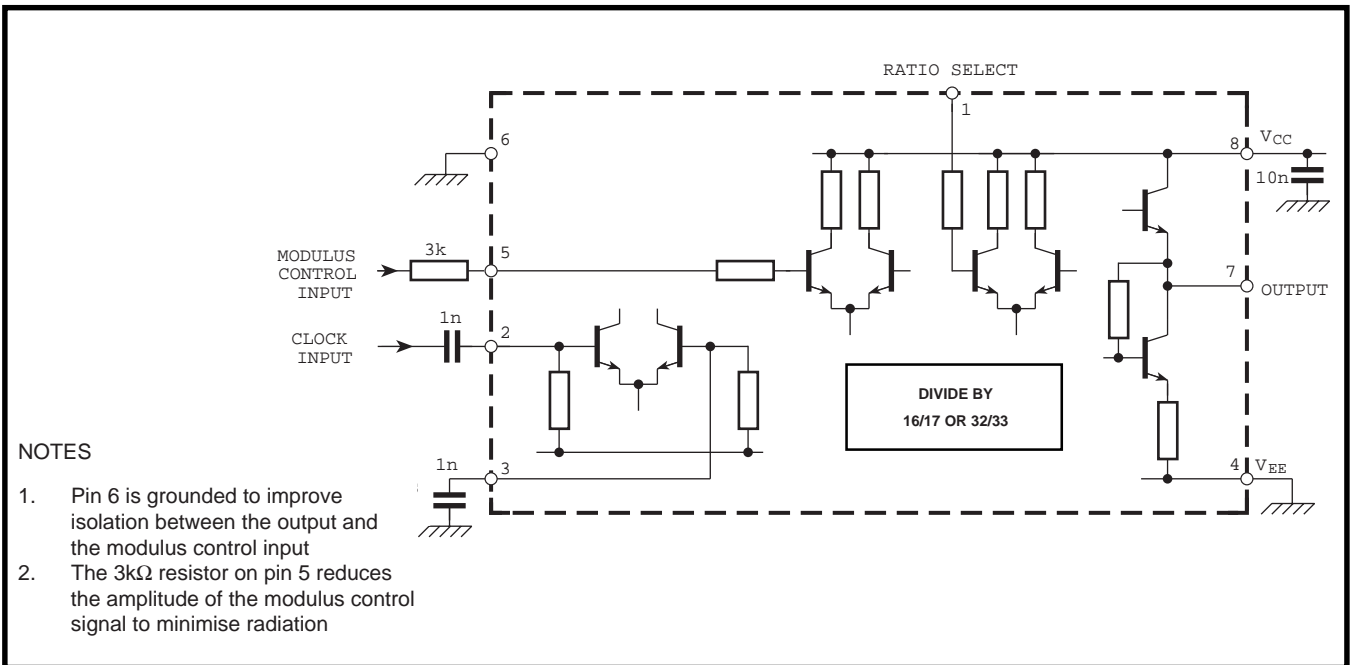 RATIO SELECT
1
6
8
VCC
10n
MODULUS
CONTROL
INPUT
3k
5
7
OUTPUT
CLOCK
INPUT
1n
2
DIVIDE BY
16/17 OR 32/33
1n
3
4
VEE
NOTES
1. Pin 6 is grounded to improve
isolation between the output and
the modulus control input
2. The 3kΩ resistor on pin 5 reduces
the amplitude of the modulus control
signal to minimise radiation